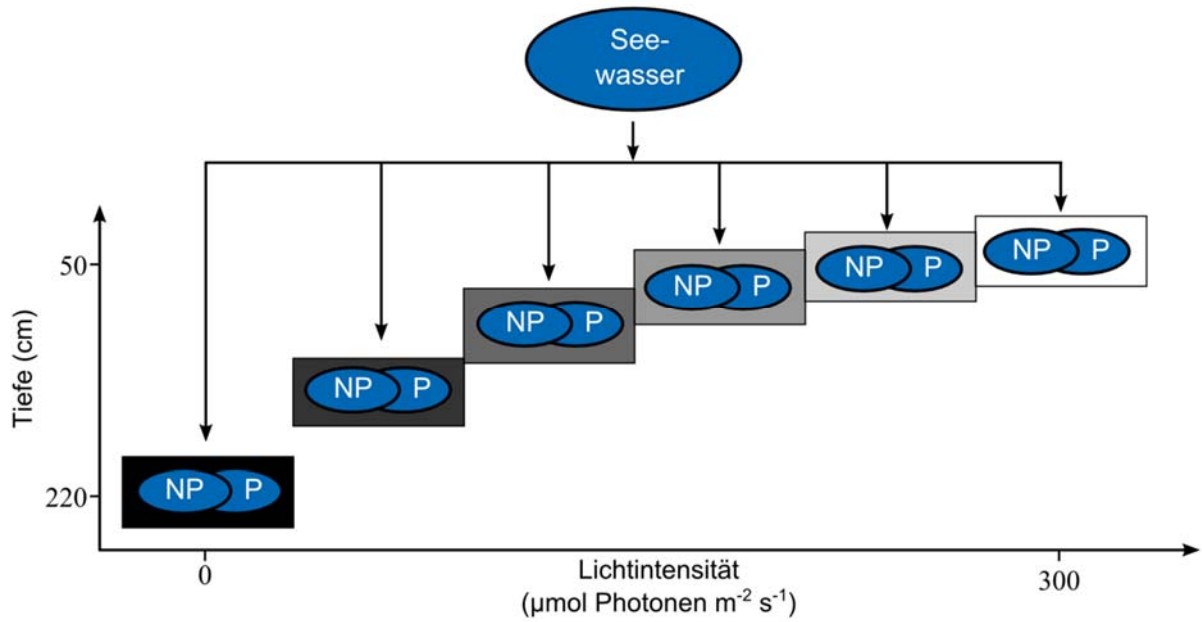 See-
wasser
50
220
Tiefe (cm)
NP P
NP P
NP P
NP P
NP P
NP P
0
300
Lichtintensität
(µmol Photonen m⁻² s⁻¹)